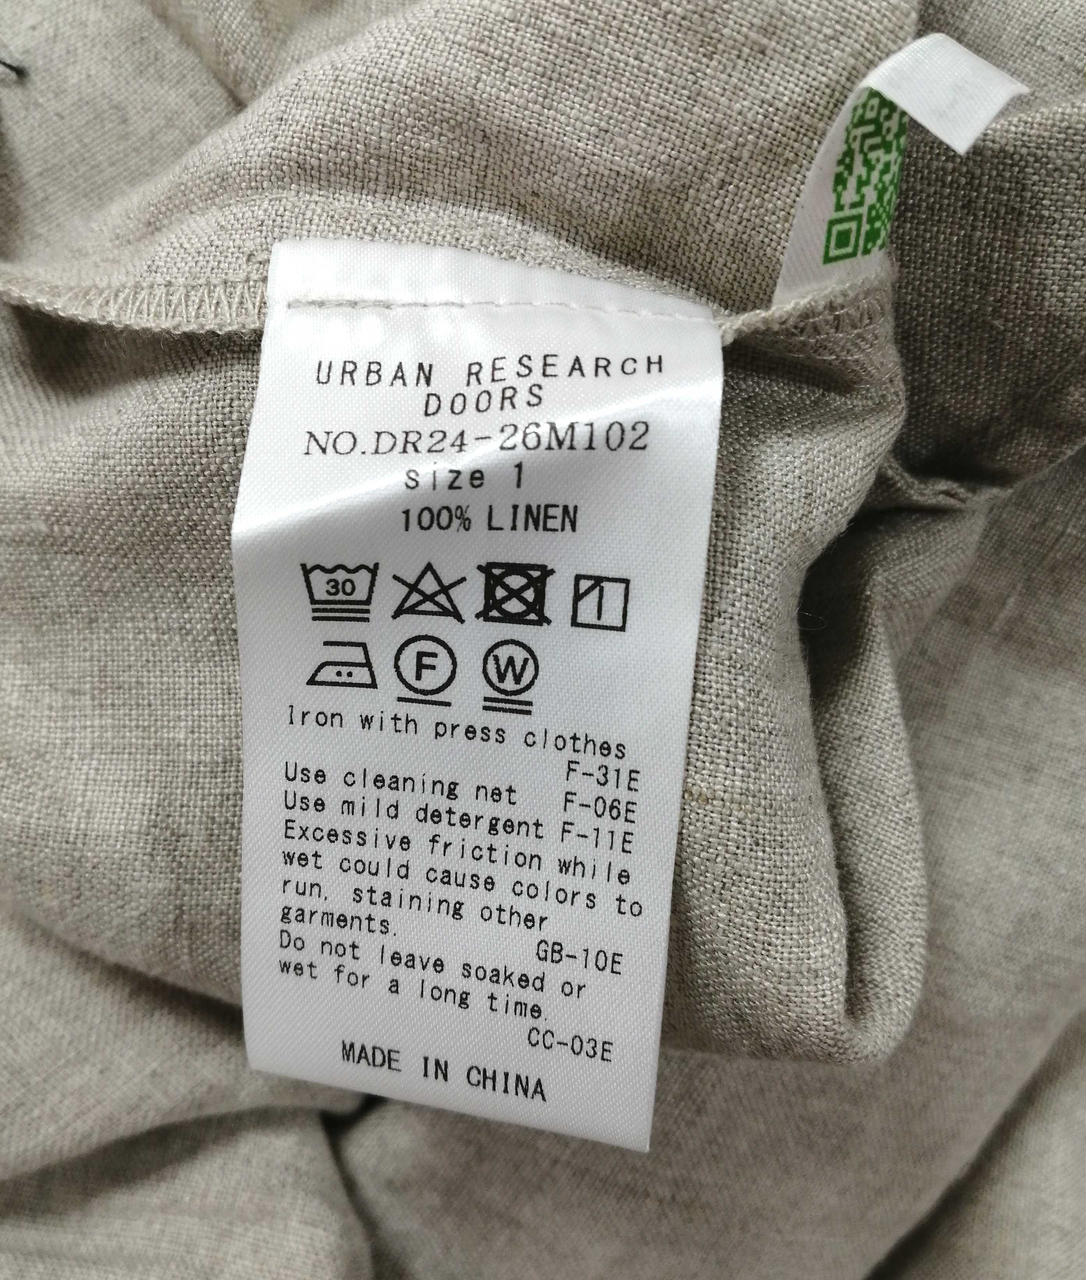 URBAN RESEARCH
DOORS
NO.DR24-26M102
size 1
100% LINEN
30
F W
Iron with press clothes
F-31E
Use cleaning net F-06E
Use mild detergent F-11E
Excessive friction while
wet could cause colors to
run, staining other
garments.
GB-10E
Do not leave soaked or
wet for a long time.
CC-03E
MADE IN CHINA